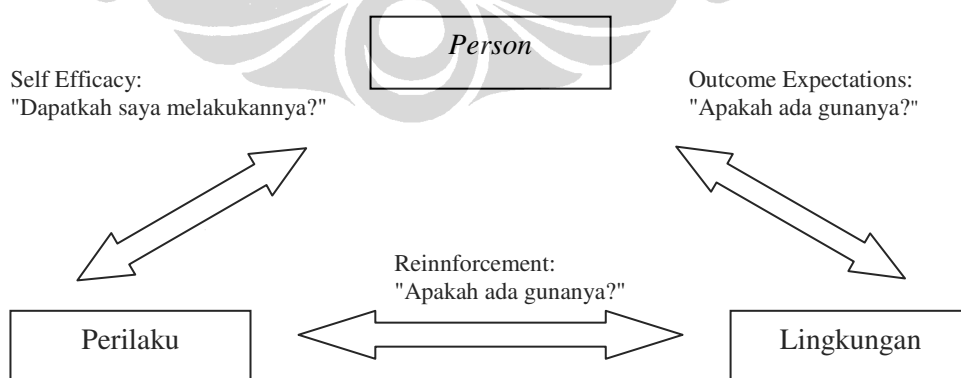 Person
Self Efficacy:
"Dapatkah saya melakukannya?"
Outcome Expectations:
"Apakah ada gunanya?"
Reinnforcement:
"Apakah ada gunanya?"
Perilaku
Lingkungan